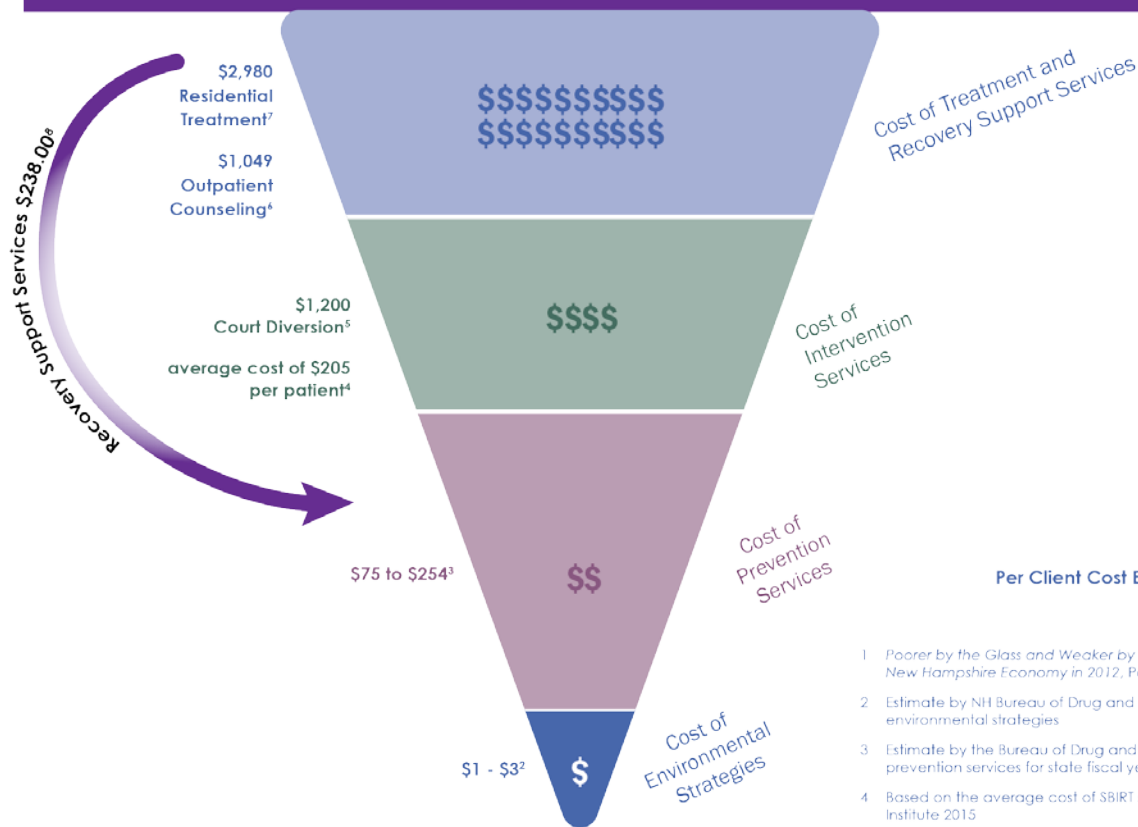 $2,980
Residential
Treatment⁷
$1,049
Outpatient
Counseling⁶
Recovery Support Services $238.00⁸
$$$$$$$$$$
$$$$$$$$$$
Cost of Treatment and
Recovery Support Services
$1,200
Court Diversion⁵
average cost of $205
per patient⁴
$$$$
Cost of
Intervention
Services
$75 to $254³
$$
Cost of
Prevention
Services
$1 - $3²
$
Cost of
Environmental
Strategies
Per Client Cost
1 Poorer by the Glass and Weaker by
New Hampshire Economy in 2012,
2 Estimate by NH Bureau of Drug and
environmental strategies
3 Estimate by the Bureau of Drug and
prevention services for state fiscal
4 Based on the average cost of SBIRT
Institute 2015